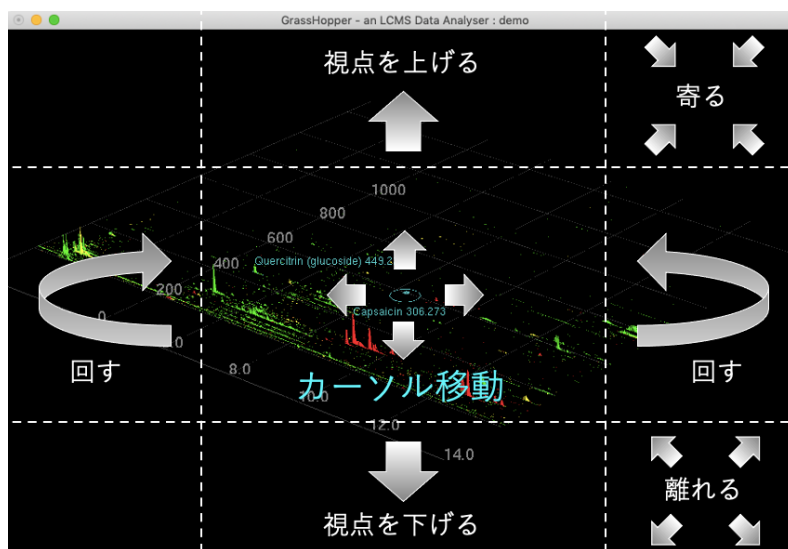 GrassHopper - an LCMS Data Analyser : demo
視点を上げる
寄る
1000
800
600
Quercitrin (glucoside) 449.2
400
200
Capsaicin 306.273
0
回す
8.0
カーソル移動
回す
10.0
12.0
14.0
離れる
視点を下げる